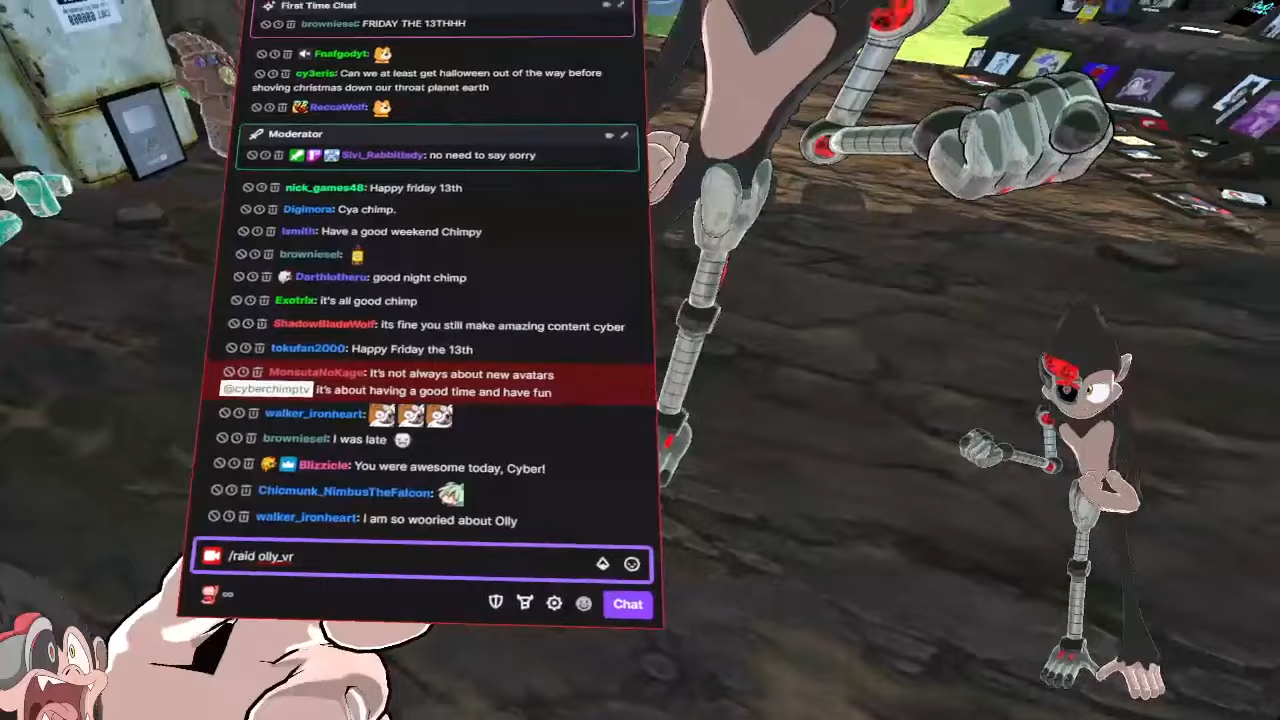 First Time Chat
browniesel: FRIDAY THE 13THHH
Fnafgodyt:
cy3eris: Can we at least get halloween out of the way before
shoving christmas down our throat planet earth
ReccaWolf:
Moderator
Sivi_Rabbitlady: no need to say sorry
nick_games48: Happy friday 13th
Digimora: Cya chimp.
ismith: Have a good weekend Chimpy
browniesel:
Darthlotheru: good night chimp
Exotrix: it's all good chimp
ShadowBladeWolf: its fine you still make amazing content cyber
tokufan2000: Happy Friday the 13th
MonsutaNoKage: It's not always about new avatars
@cyberchimptv it's about having a good time and have fun
walker_ironheart:
browniesel: I was late
Blizzicle: You were awesome today, Cyber!
Chicmunk_NimbusTheFalcon:
walker_ironheart: I am so woried about Olly
/raid olly_vr
∞
Chat